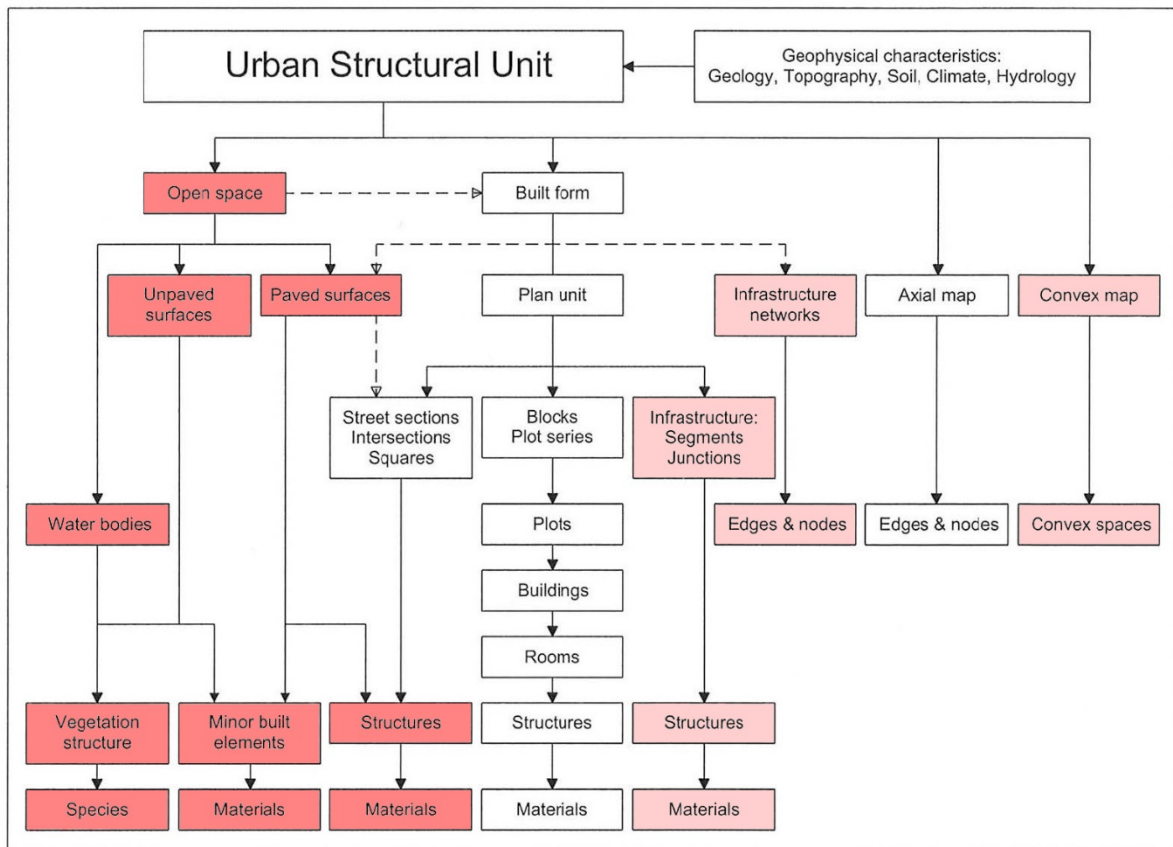 Urban Structural Unit
Geophysical characteristics:
Geology, Topography, Soil, Climate, Hydrology
Open space
Built form
Unpaved
surfaces
Paved surfaces
Plan unit
Infrastructure
networks
Axial map
Convex map
Street sections
Intersections
Squares
Blocks
Plot series
Infrastructure:
Segments
Junctions
Water bodies
Plots
Edges & nodes
Edges & nodes
Convex spaces
Buildings
Rooms
Vegetation
structure
Minor built
elements
Structures
Structures
Structures
Species
Materials
Materials
Materials
Materials